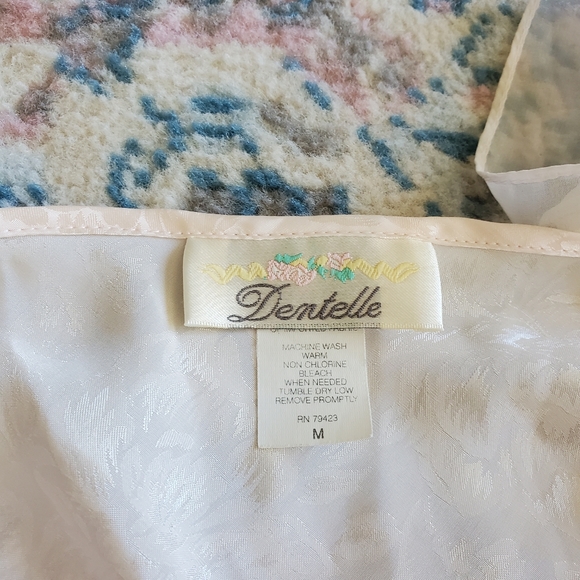 Dentelle
MACHINE WASH
WARM
NON CHLORINE
BLEACH
WHEN NEEDED
TUMBLE DRY LOW
REMOVE PROMPTLY
RN 79423
M